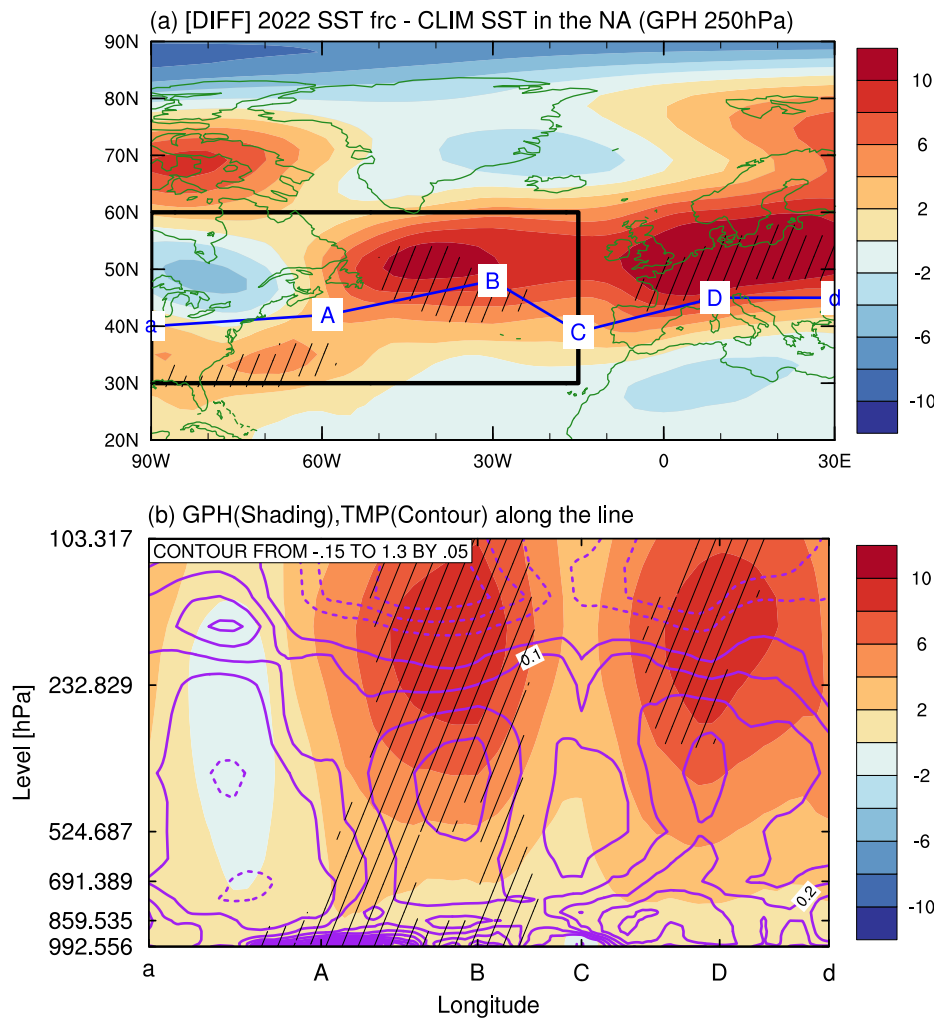 (a) [DIFF] 2022 SST frc - CLIM SST in the NA (GPH 250hPa)
90N
80N
70N
60N
50N
40N
30N
20N
a
A
B
C
D
d
90W
60W
30W
0
30E
10
6
2
-2
-6
-10
(b) GPH(Shading),TMP(Contour) along the line
CONTOUR FROM -.15 TO 1.3 BY .05
Level [hPa]
103.317
232.829
524.687
691.389
859.535
992.556
0.1
0.2
a
A
B
C
D
d
Longitude
10
6
2
-2
-6
-10